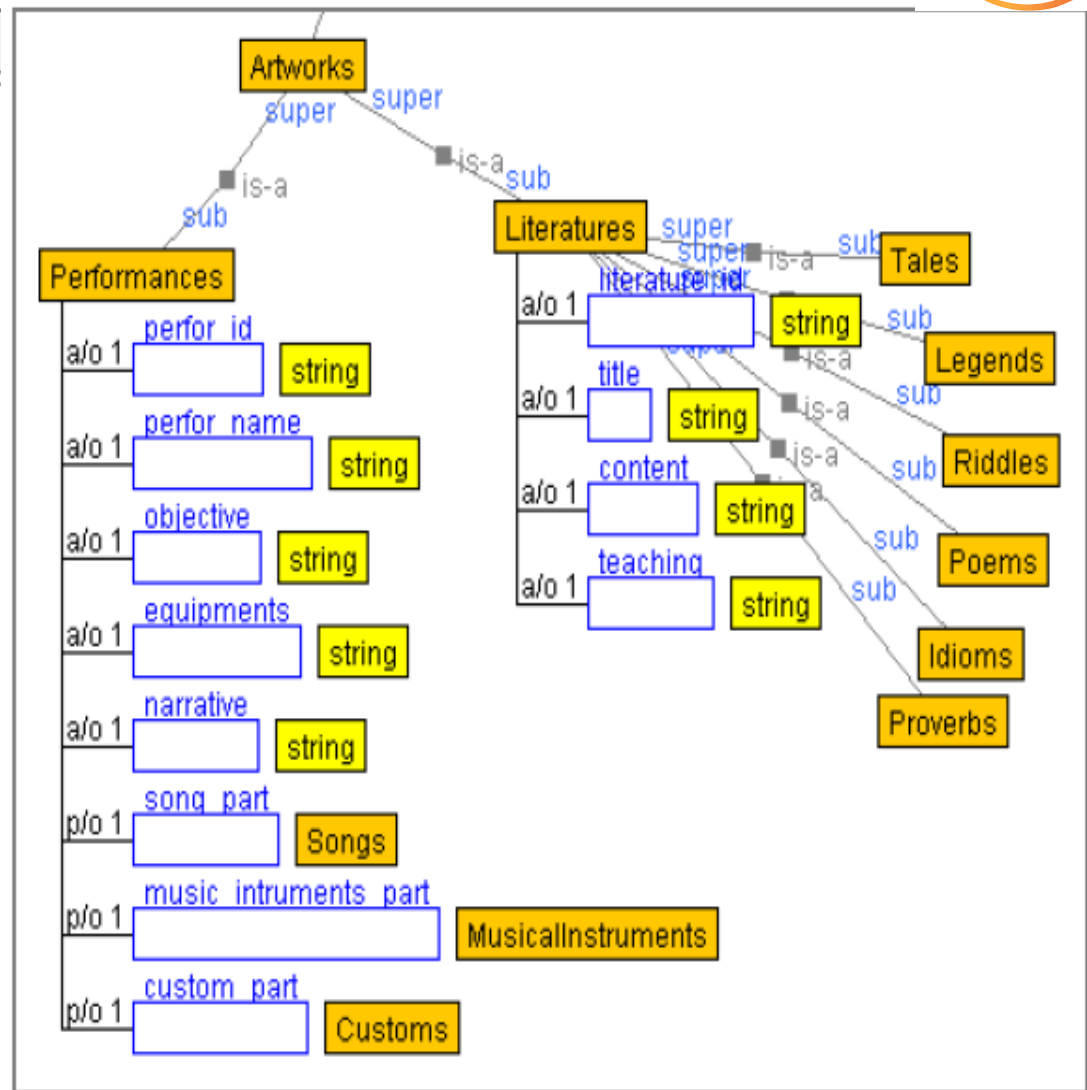 Artworks
super
super
is-a
is-a
sub
sub
Performances
a/o 1 perfor_id string
a/o 1 perfor_name string
a/o 1 objective string
a/o 1 equipments string
a/o 1 narrative string
p/o 1 song_part Songs
p/o 1 music_intruments_part MusicalInstruments
p/o 1 custom_part Customs
Literatures
a/o 1 literature_id string
a/o 1 title string
a/o 1 content string
a/o 1 teaching string
super
super
super
super
is-a
sub
Tales
sub
Legends
is-a
sub
Riddles
is-a
sub
Poems
is-a
sub
Idioms
sub
Proverbs